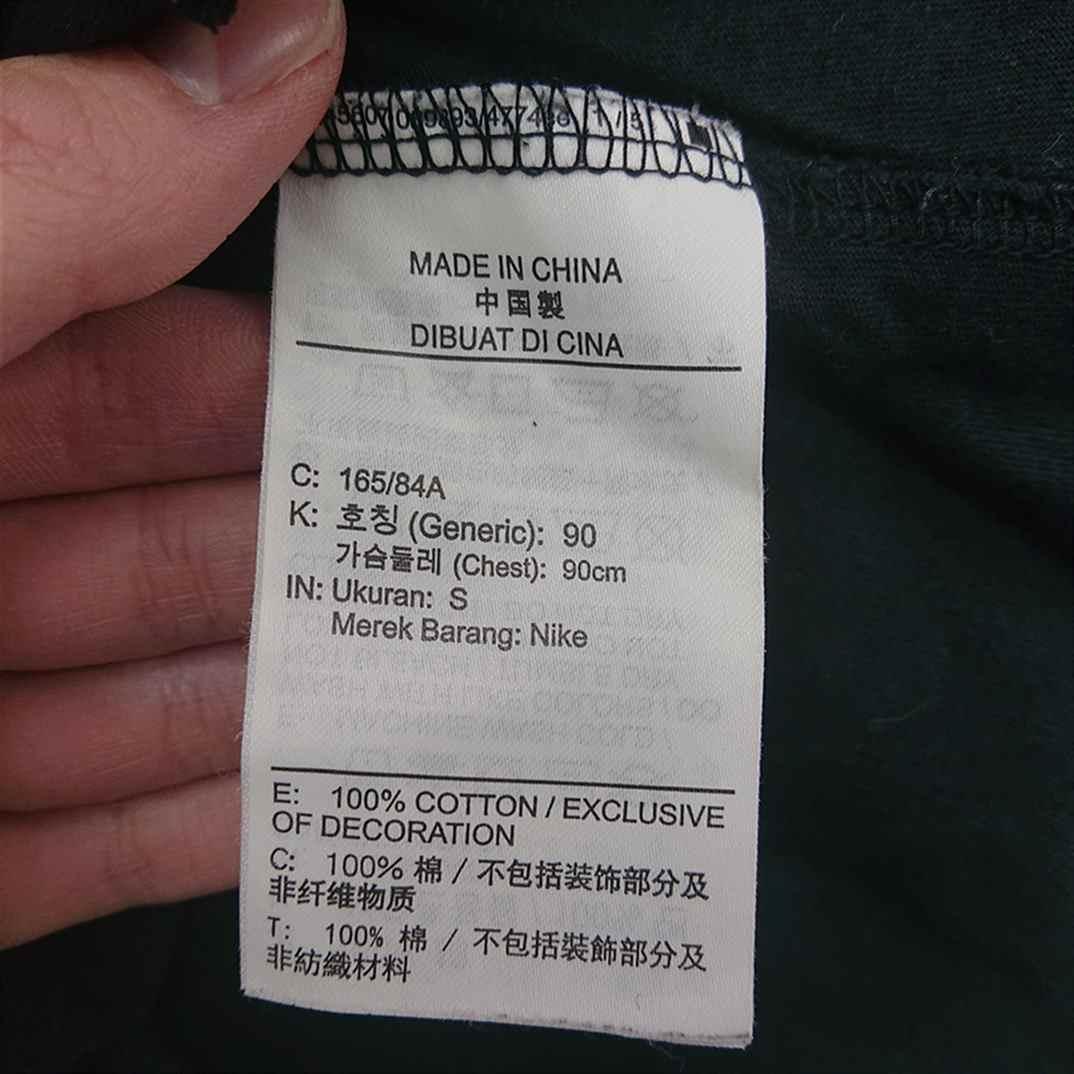 MADE IN CHINA
中国製
DIBUAT DI CINA
C: 165/84A
K: 호칭 (Generic): 90
가슴둘레 (Chest): 90cm
IN: Ukuran: S
Merek Barang: Nike
E: 100% COTTON / EXCLUSIVE
OF DECORATION
C: 100% 棉 / 不包括装饰部分及
非纤维物质
T: 100% 棉 / 不包括裝飾部分及
非紡織材料